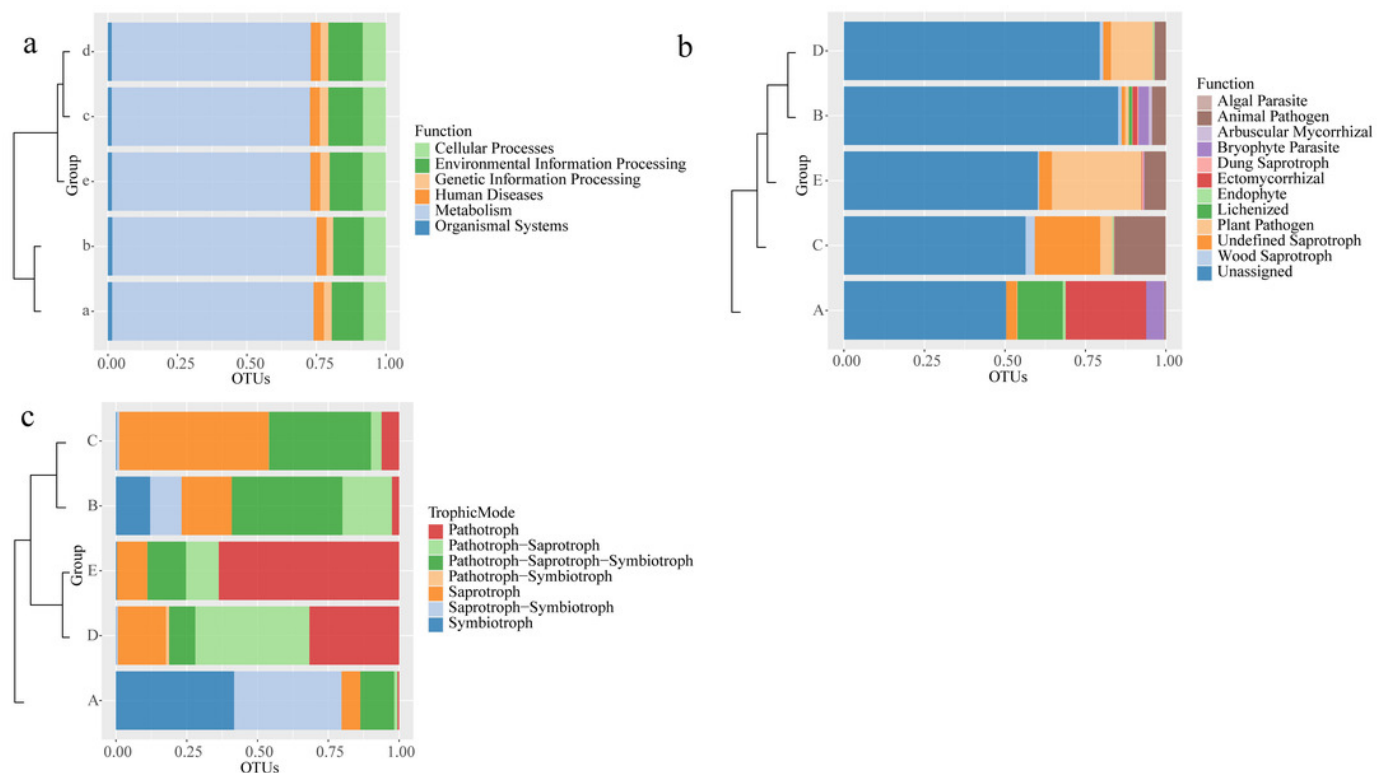 a
d
c
e
b
a
Group
0.00 0.25 0.50 0.75 1.00
OTUs
Function
Cellular Processes
Environmental Information Processing
Genetic Information Processing
Human Diseases
Metabolism
Organismal Systems
b
D
B
E
C
A
Group
0.00 0.25 0.50 0.75 1.00
OTUs
Function
Algal Parasite
Animal Pathogen
Arbuscular Mycorrhizal
Bryophyte Parasite
Dung Saprotroph
Ectomycorrhizal
Endophyte
Lichenized
Plant Pathogen
Undefined Saprotroph
Wood Saprotroph
Unassigned
c
C
B
E
D
A
Group
0.00 0.25 0.50 0.75 1.00
OTUs
TrophicMode
Pathotroph
Pathotroph−Saprotroph
Pathotroph−Saprotroph−Symbiotroph
Pathotroph−Symbiotroph
Saprotroph
Saprotroph−Symbiotroph
Symbiotroph